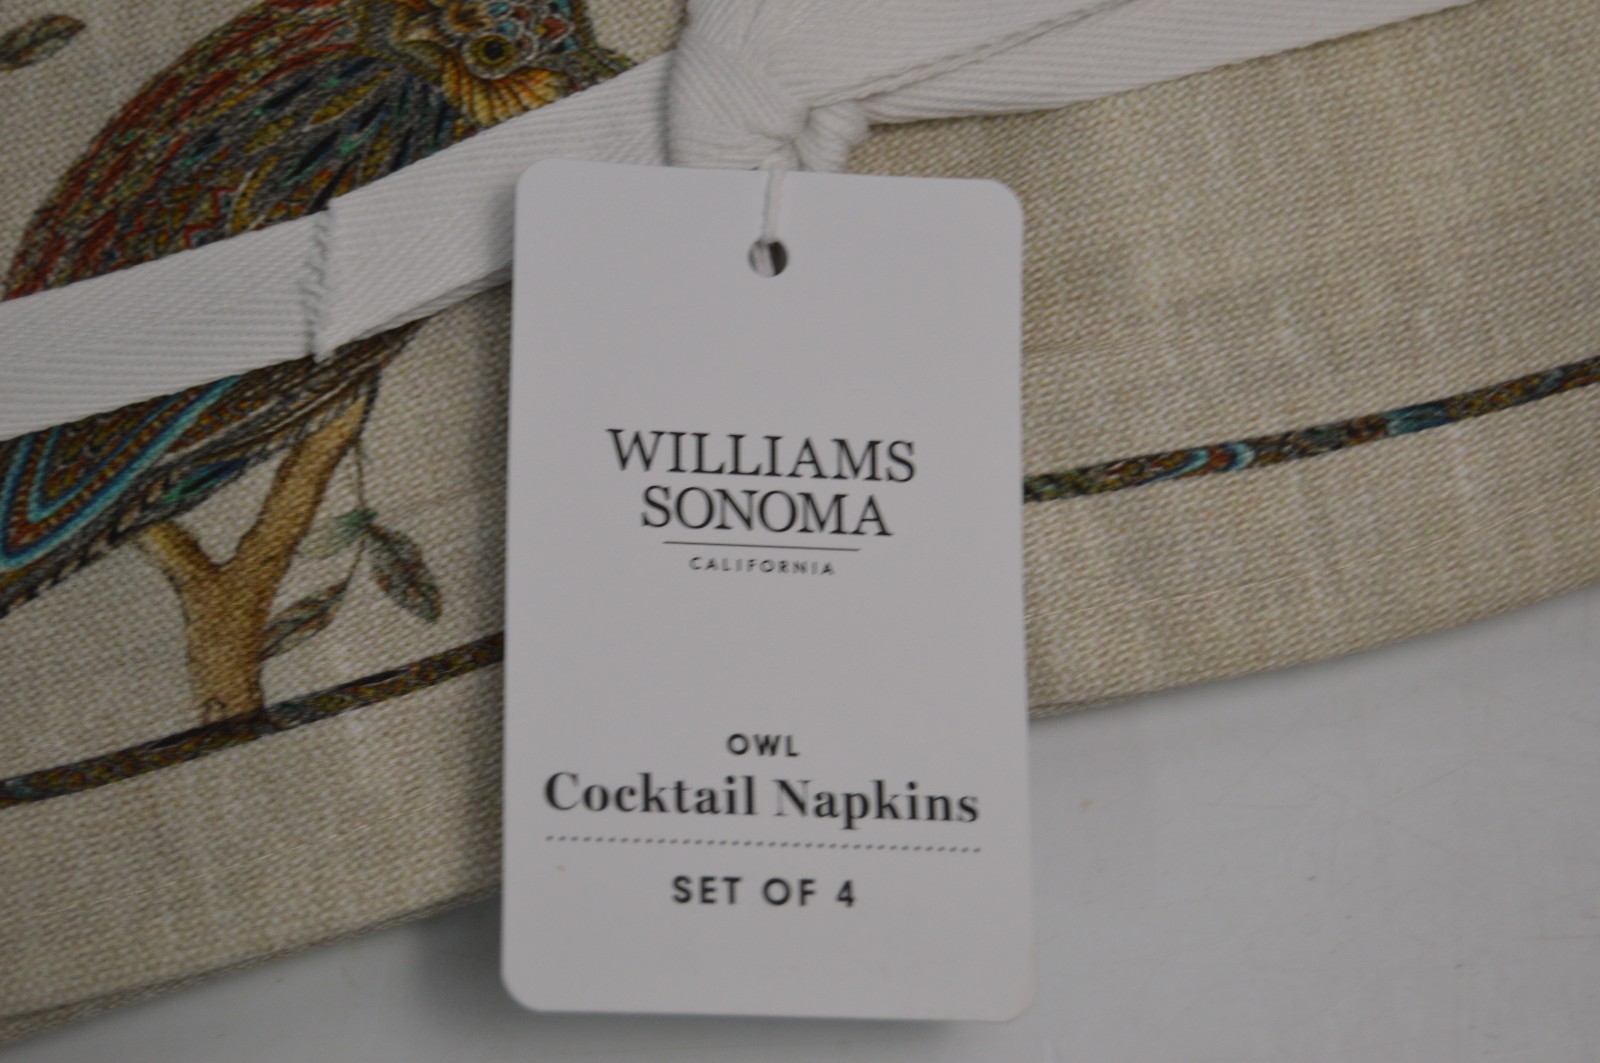 WILLIAMS
SONOMA
CALIFORNIA
OWL
Cocktail Napkins
SET OF 4